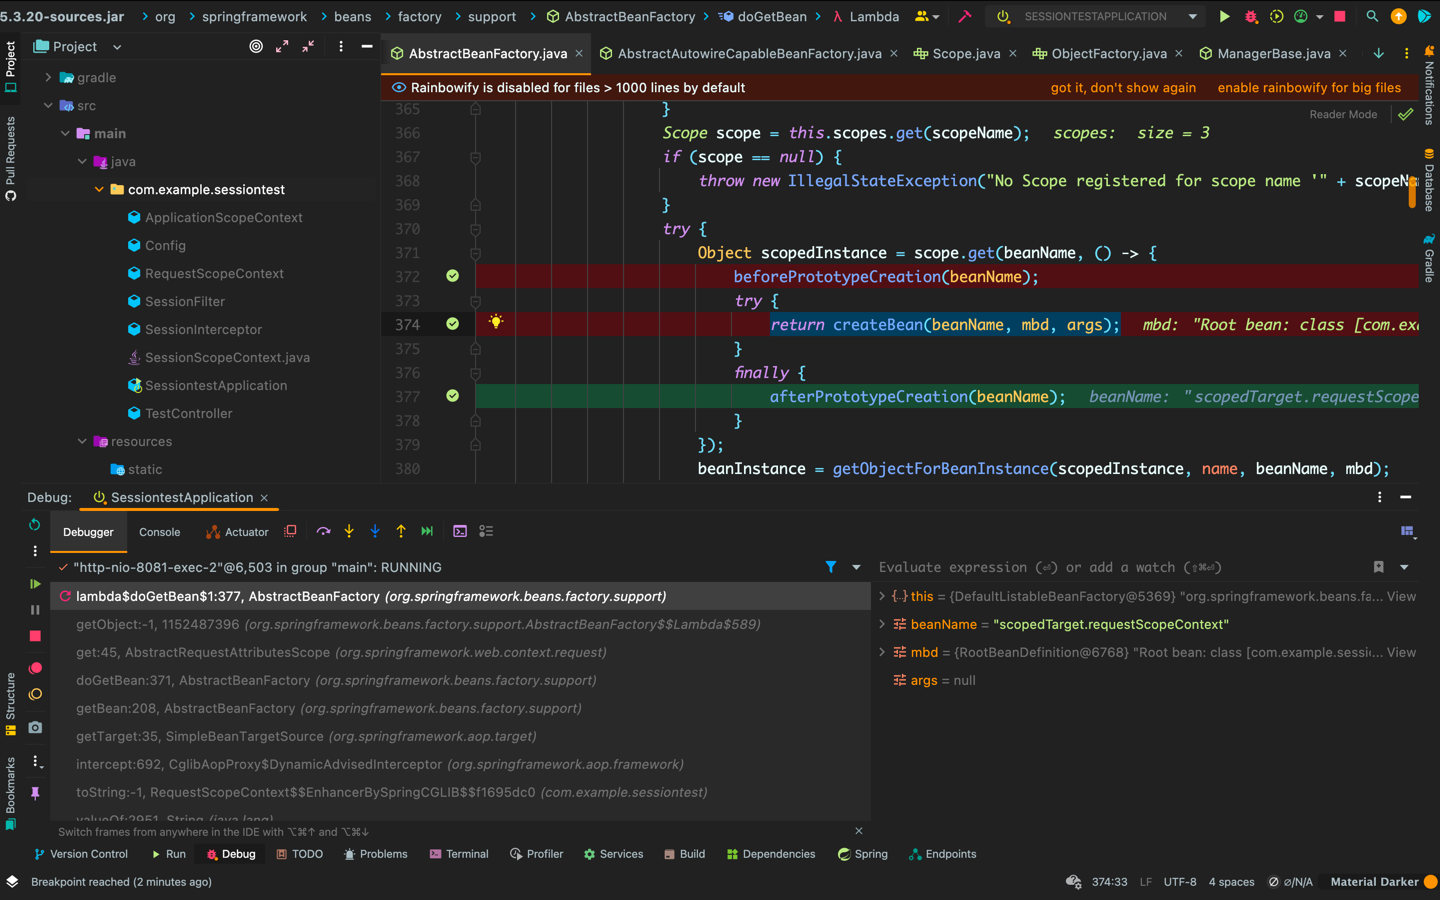 5.3.20-sources.jar > org > springframework > beans > factory > support > AbstractBeanFactory > doGetBean > λ Lambda SESSIONTESTAPPLICATION
Project
AbstractBeanFactory.java × AbstractAutowireCapableBeanFactory.java × Scope.java × ObjectFactory.java × ManagerBase.java ×
Rainbowify is disabled for files > 1000 lines by default got it, don't show again enable rainbowify for big files
Reader Mode
Project
Pull Requests
Structure
Bookmarks
Notifications
Database
Gradle
gradle
src
main
java
com.example.sessiontest
ApplicationScopeContext
Config
RequestScopeContext
SessionFilter
SessionInterceptor
SessionScopeContext.java
SessiontestApplication
TestController
resources
static
365 }
366 Scope scope = this.scopes.get(scopeName); scopes: size = 3
367 if (scope == null) {
368 throw new IllegalStateException("No Scope registered for scope name '" + scopeN
369 }
370 try {
371 Object scopedInstance = scope.get(beanName, () -> {
372 beforePrototypeCreation(beanName);
373 try {
374 return createBean(beanName, mbd, args); mbd: "Root bean: class [com.exa
375 }
376 finally {
377 afterPrototypeCreation(beanName); beanName: "scopedTarget.requestScope
378 }
379 });
380 beanInstance = getObjectForBeanInstance(scopedInstance, name, beanName, mbd);
Debug: SessiontestApplication ×
Debugger Console Actuator
"http-nio-8081-exec-2"@6,503 in group "main": RUNNING
lambda$doGetBean$1:377, AbstractBeanFactory (org.springframework.beans.factory.support)
getObject:-1, 1152487396 (org.springframework.beans.factory.support.AbstractBeanFactory$$Lambda$589)
get:45, AbstractRequestAttributesScope (org.springframework.web.context.request)
doGetBean:371, AbstractBeanFactory (org.springframework.beans.factory.support)
getBean:208, AbstractBeanFactory (org.springframework.beans.factory.support)
getTarget:35, SimpleBeanTargetSource (org.springframework.aop.target)
intercept:692, CglibAopProxy$DynamicAdvisedInterceptor (org.springframework.aop.framework)
toString:-1, RequestScopeContext$$EnhancerBySpringCGLIB$$f1695dc0 (com.example.sessiontest)
valueOf:2951, String (java.lang)
Switch frames from anywhere in the IDE with ⌥⌘↑ and ⌥⌘↓ ×
Evaluate expression (⏎) or add a watch (⇧⌘⏎)
this = {DefaultListableBeanFactory@5369} "org.springframework.beans.fa... View
beanName = "scopedTarget.requestScopeContext"
mbd = {RootBeanDefinition@6768} "Root bean: class [com.example.sessi... View
args = null
Version Control Run Debug TODO Problems Terminal Profiler Services Build Dependencies Spring Endpoints
Breakpoint reached (2 minutes ago) 374:33 LF UTF-8 4 spaces ∅/N/A Material Darker